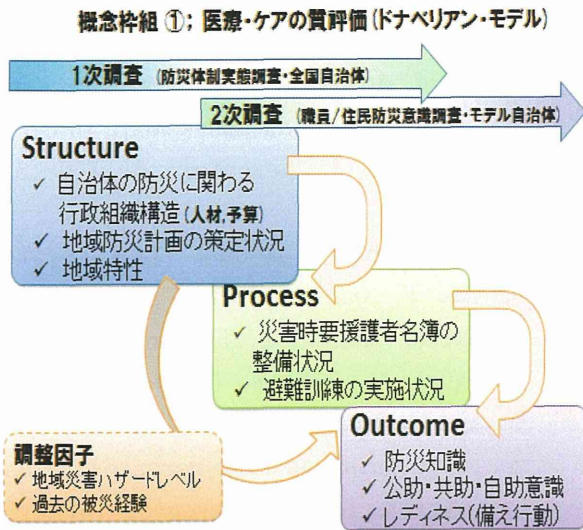 概念枠組 ①; 医療・ケアの質評価(ドナベリアン・モデル)
1次調査 (防災体制実態調査・全国自治体)
2次調査 (職員/住民防災意識調査・モデル自治体)
Structure
✓ 自治体の防災に関わる
行政組織構造(人材,予算)
✓ 地域防災計画の策定状況
✓ 地域特性
Process
✓ 災害時要援護者名簿の
整備状況
✓ 避難訓練の実施状況
Outcome
✓ 防災知識
✓ 公助・共助・自助意識
✓ レディネス(備え行動)
調整因子
✓ 地域災害ハザードレベル
✓ 過去の被災経験